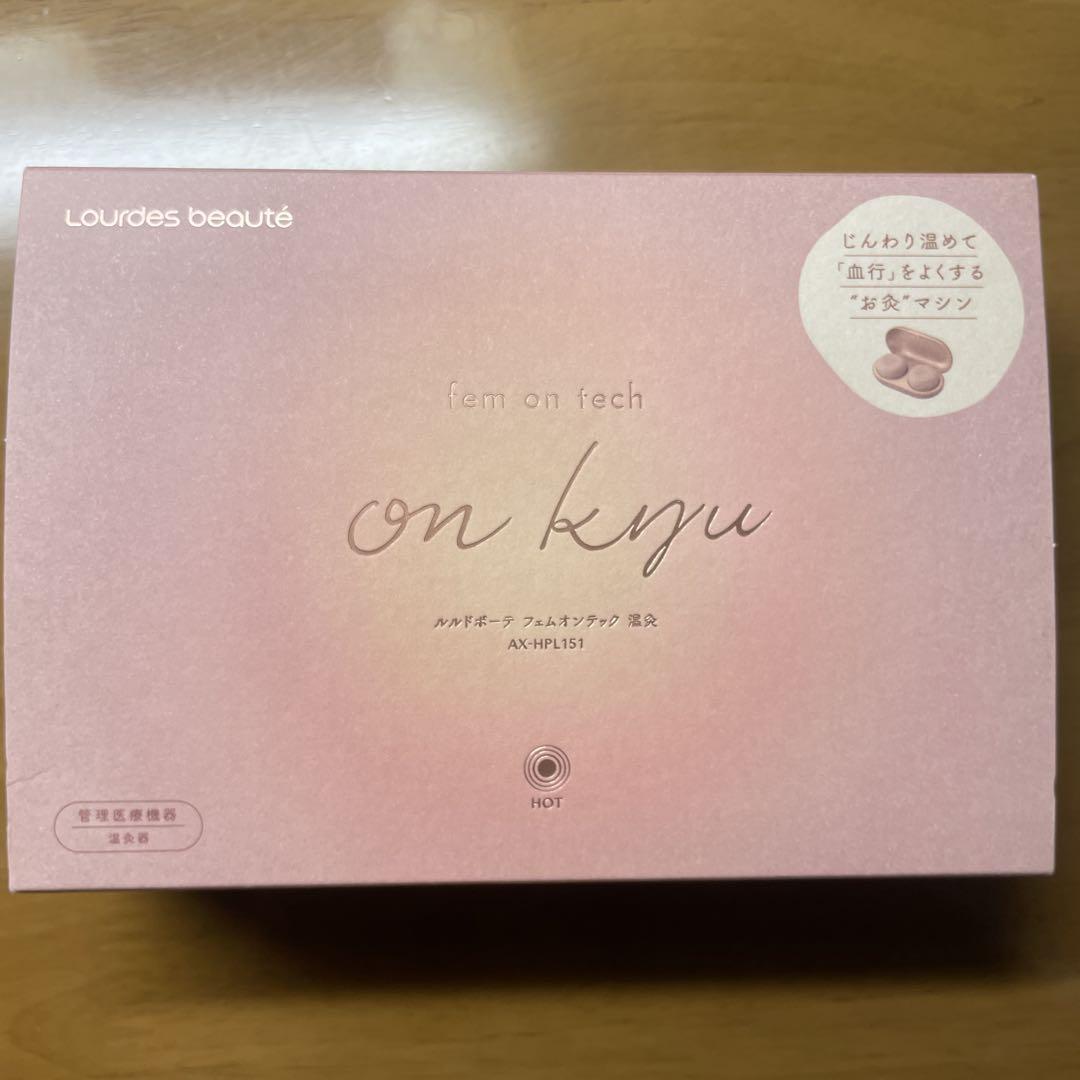 Lourdes beauté
じんわり温めて
「血行」をよくする
"お灸"マシン
fem on tech
on kyu
ルルドボーテ フェムオンテック 温灸
AX-HPL151
HOT
管理医療機器
温灸器